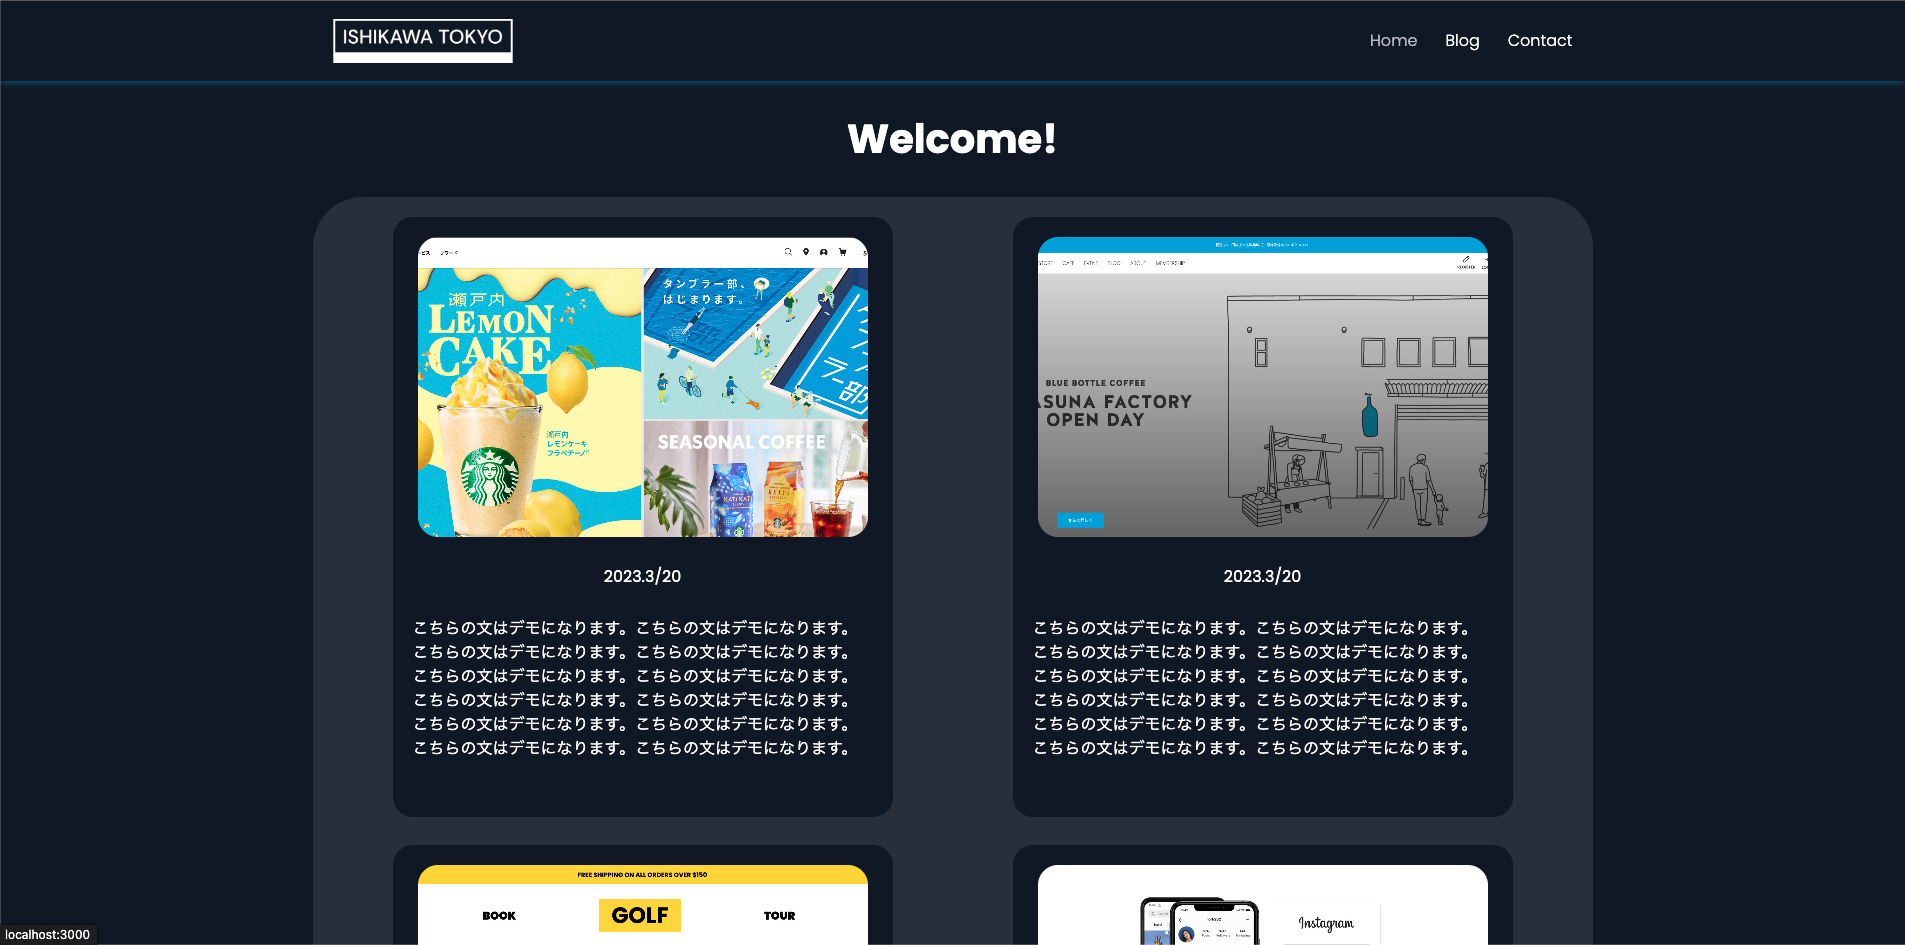 ISHIKAWA TOKYO
Home Blog Contact
Welcome!
瀬戸内
LEMON
CAKE
瀬戸内
レモンケーキ
フラペチーノ®
タンブラー部、
はじまります。
SEASONAL COFFEE
KATI KATI
STORE CAFE EVENT BLOG ABOUT MEMBERSHIP
REGISTER
BLUE BOTTLE COFFEE
ASUNA FACTORY
OPEN DAY
2023.3/20
こちらの文はデモになります。こちらの文はデモになります。
こちらの文はデモになります。こちらの文はデモになります。
こちらの文はデモになります。こちらの文はデモになります。
こちらの文はデモになります。こちらの文はデモになります。
こちらの文はデモになります。こちらの文はデモになります。
こちらの文はデモになります。こちらの文はデモになります。
2023.3/20
こちらの文はデモになります。こちらの文はデモになります。
こちらの文はデモになります。こちらの文はデモになります。
こちらの文はデモになります。こちらの文はデモになります。
こちらの文はデモになります。こちらの文はデモになります。
こちらの文はデモになります。こちらの文はデモになります。
こちらの文はデモになります。こちらの文はデモになります。
FREE SHIPPING ON ALL ORDERS OVER $150
BOOK GOLF TOUR
Instagram
localhost:3000